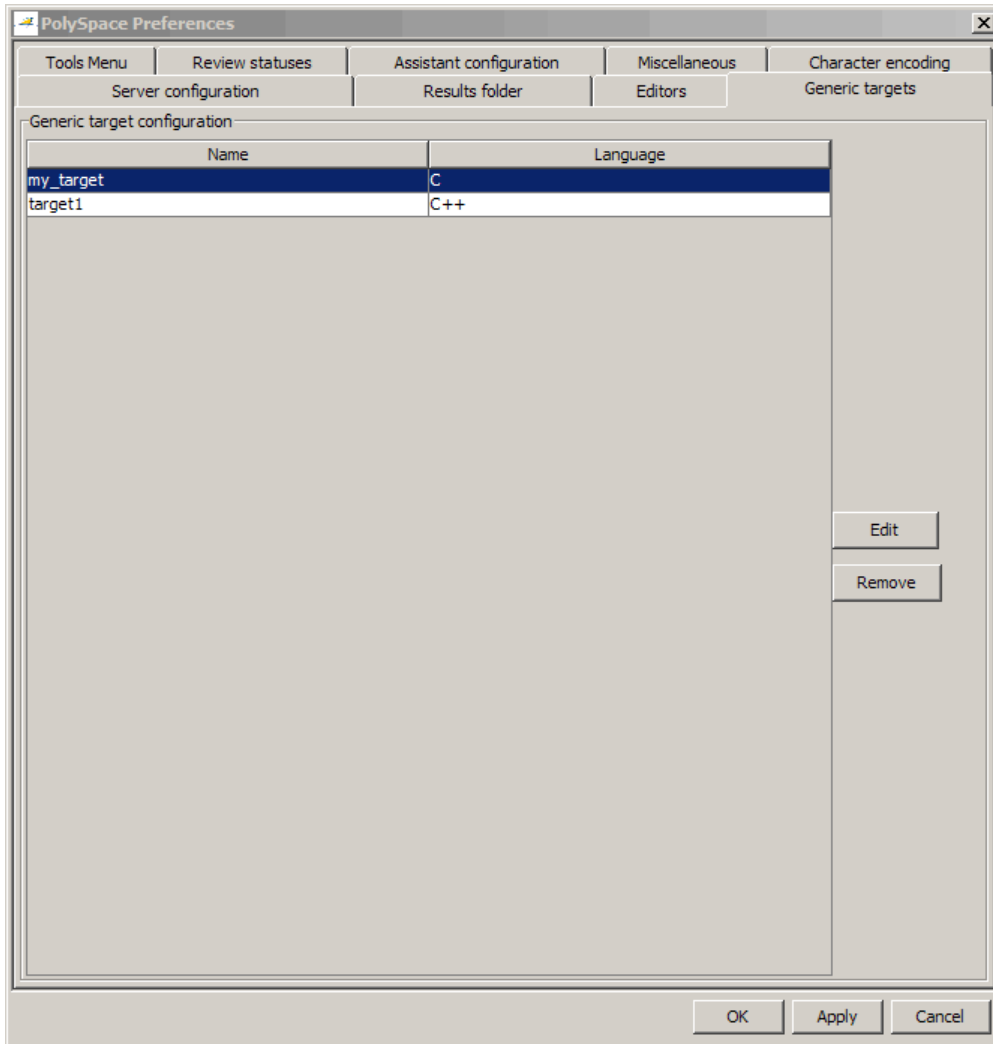 PolySpace Preferences
Tools Menu Review statuses Assistant configuration Miscellaneous Character encoding
Server configuration Results folder Editors Generic targets
Generic target configuration
Name Language
my_target C
target1 C++
Edit
Remove
OK Apply Cancel